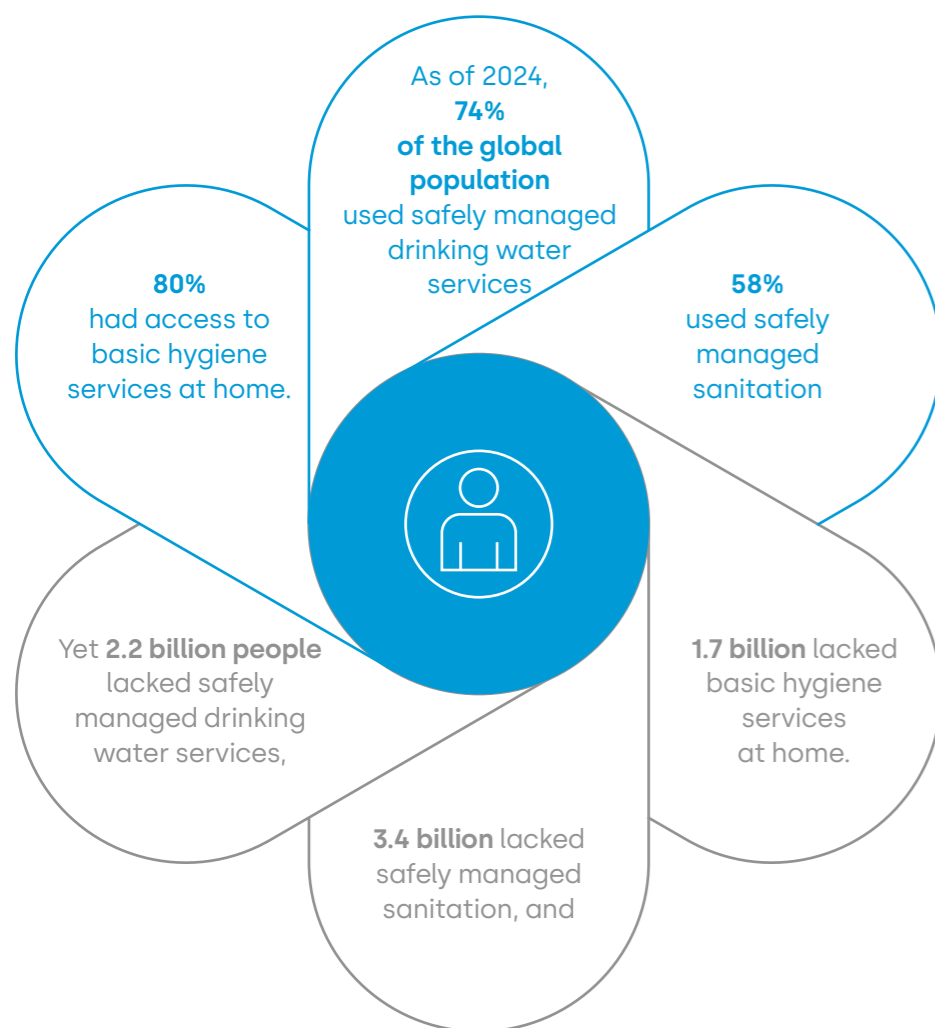 As of 2024,
74%
of the global
population
used safely managed
drinking water
services
58%
used safely
managed
sanitation
80%
had access to
basic hygiene
services at home.
Yet 2.2 billion people
lacked safely
managed drinking
water services,
3.4 billion lacked
safely managed
sanitation, and
1.7 billion lacked
basic hygiene
services
at home.